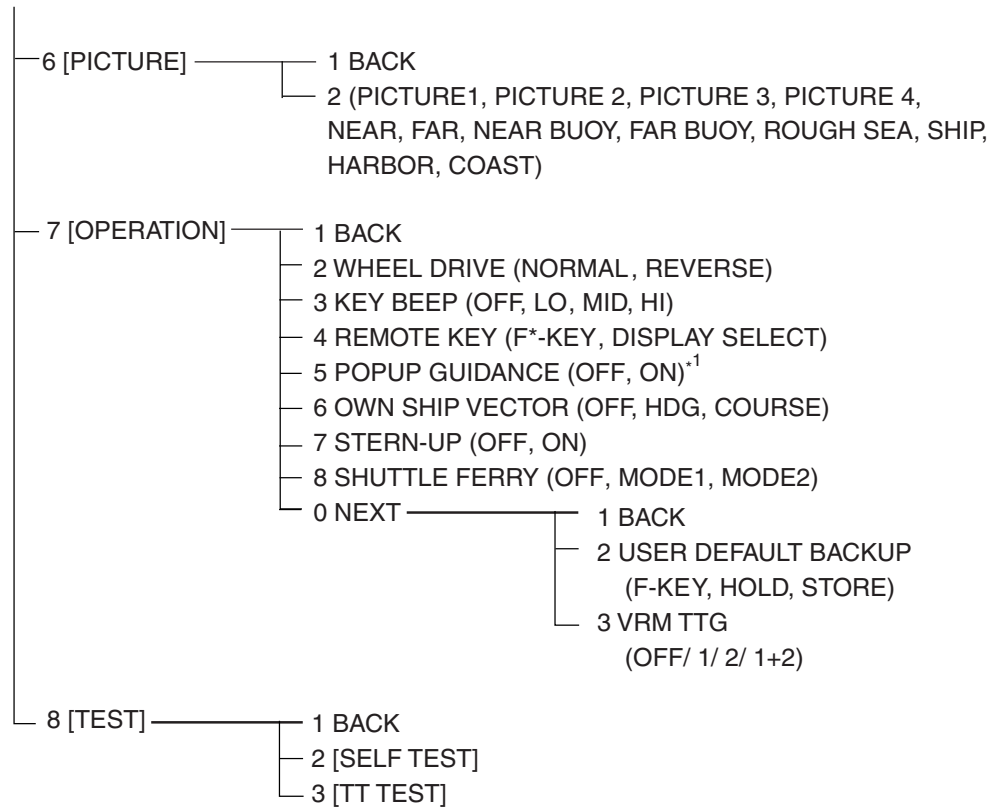 6 [PICTURE]
1 BACK
2 (PICTURE1, PICTURE 2, PICTURE 3, PICTURE 4,
NEAR, FAR, NEAR BUOY, FAR BUOY, ROUGH SEA, SHIP,
HARBOR, COAST)
7 [OPERATION]
1 BACK
2 WHEEL DRIVE (NORMAL, REVERSE)
3 KEY BEEP (OFF, LO, MID, HI)
4 REMOTE KEY (F*-KEY, DISPLAY SELECT)
5 POPUP GUIDANCE (OFF, ON)*1
6 OWN SHIP VECTOR (OFF, HDG, COURSE)
7 STERN-UP (OFF, ON)
8 SHUTTLE FERRY (OFF, MODE1, MODE2)
0 NEXT
1 BACK
2 USER DEFAULT BACKUP
(F-KEY, HOLD, STORE)
3 VRM TTG
(OFF/ 1/ 2/ 1+2)
8 [TEST]
1 BACK
2 [SELF TEST]
3 [TT TEST]